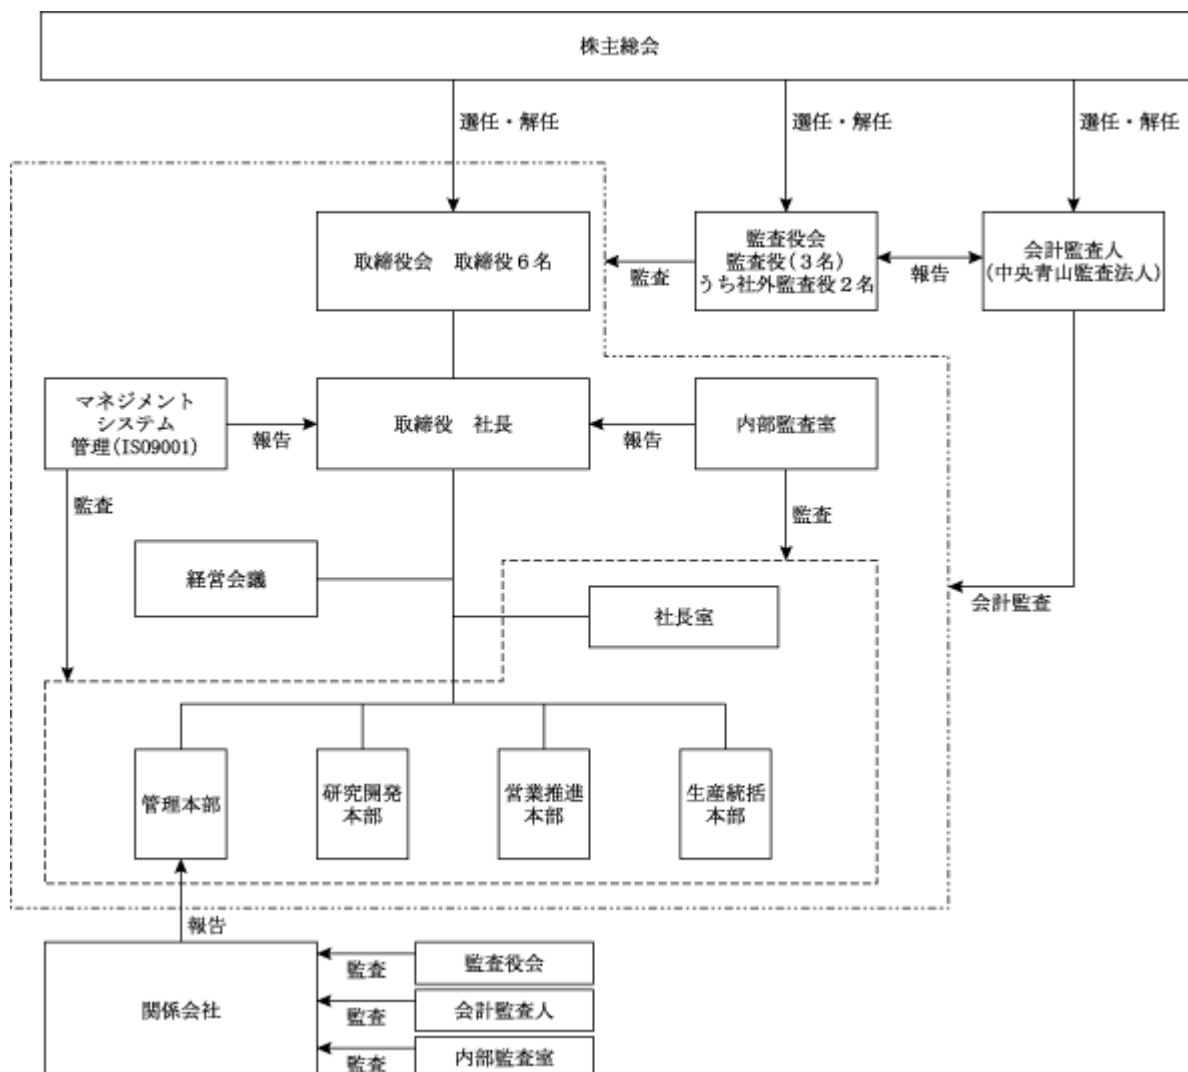 株主総会
選任・解任
選任・解任
選任・解任
取締役会　取締役６名
監査役会
監査役(３名)
うち社外監査役２名
会計監査人
(中央青山監査法人)
監査
報告
マネジメント
システム
管理(ISO9001)
報告
取締役　社長
報告
内部監査室
監査
監査
経営会議
社長室
会計監査
管理本部
研究開発
本部
営業推進
本部
生産統括
本部
報告
関係会社
監査
監査役会
監査
会計監査人
監査
内部監査室